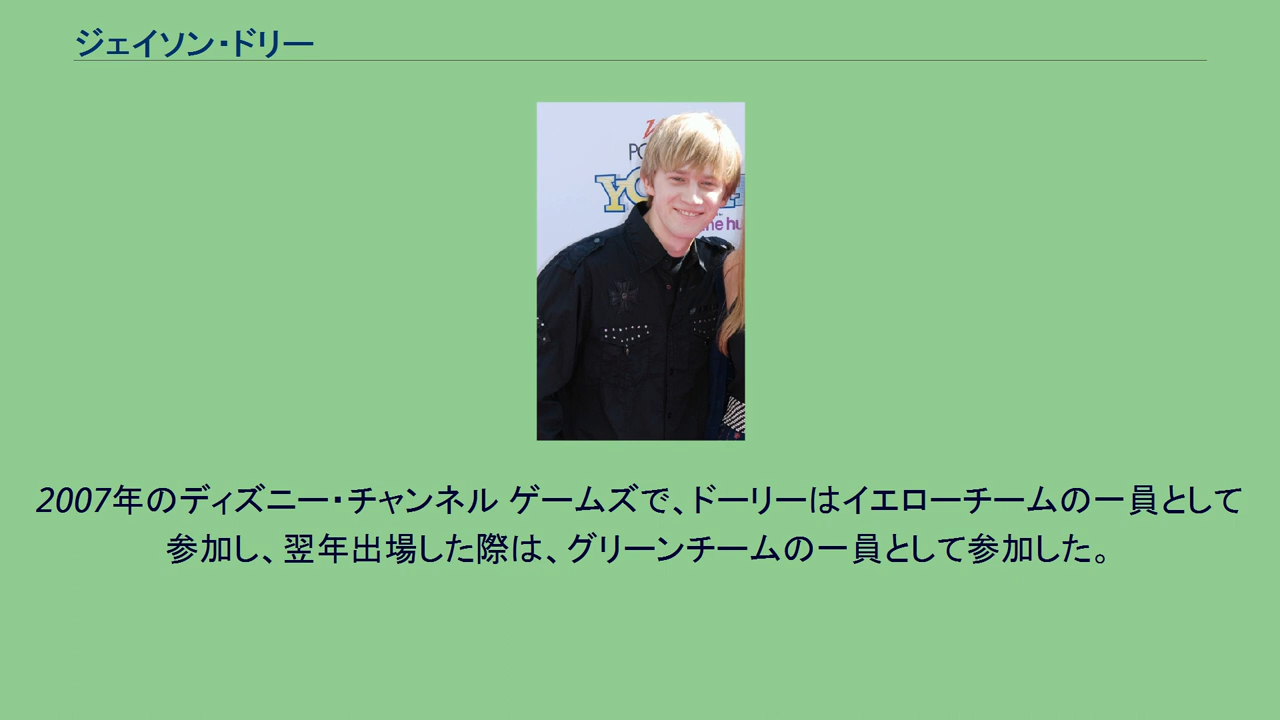 ジェイソン・ドリー
YO
the hu
2007年のディズニー・チャンネル ゲームズで、ドーリーはイエローチームの一員として
参加し、翌年出場した際は、グリーンチームの一員として参加した。